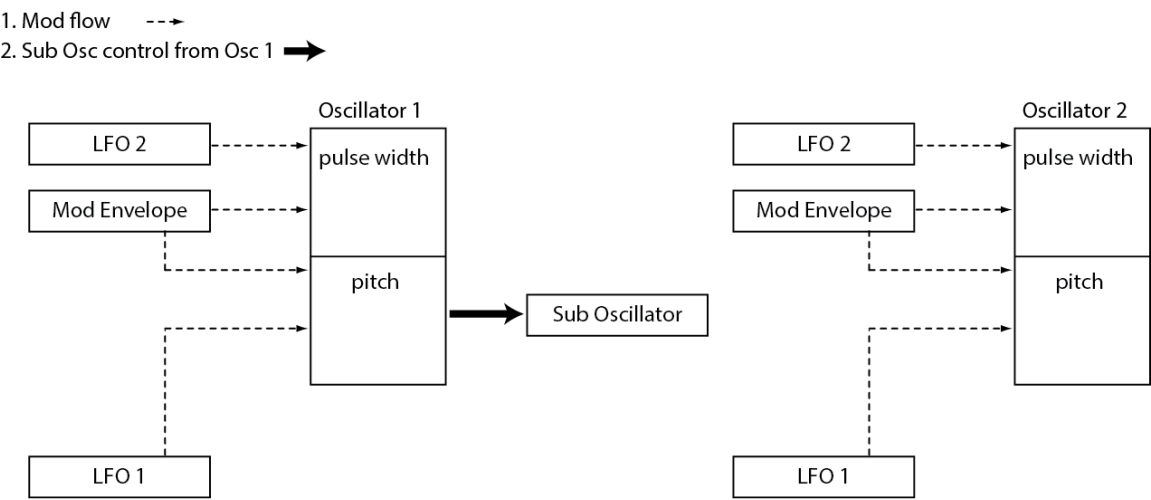 1. Mod flow
2. Sub Osc control from Osc 1
Oscillator 1
Oscillator 2
LFO 2
pulse width
LFO 2
pulse width
Mod Envelope
Mod Envelope
pitch
pitch
Sub Oscillator
LFO 1
LFO 1